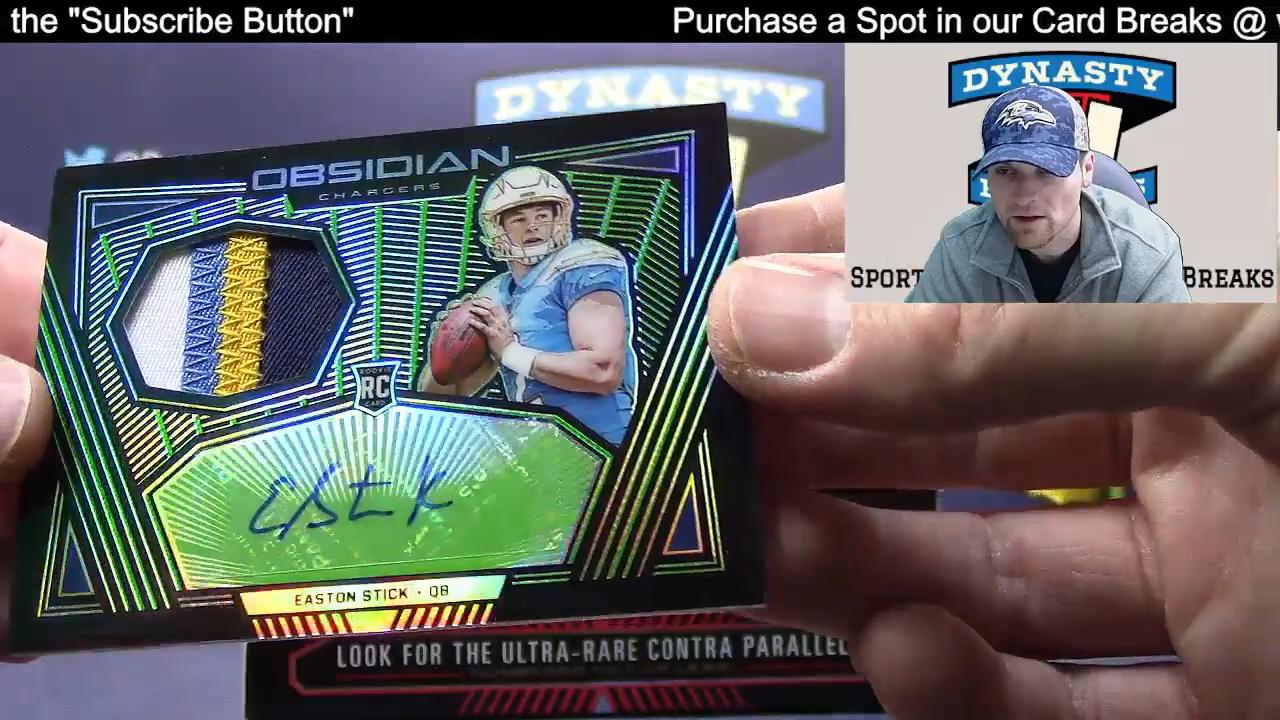 the "Subscribe Button"
Purchase a Spot in our Card Breaks @
DYNASTY
DYNASTY
SPORT
BREAKS
OBSIDIAN
CHARGERS
ROOKIE
RC
CARD
EASTON STICK · QB
LOOK FOR THE ULTRA-RARE CONTRA PARALLEL